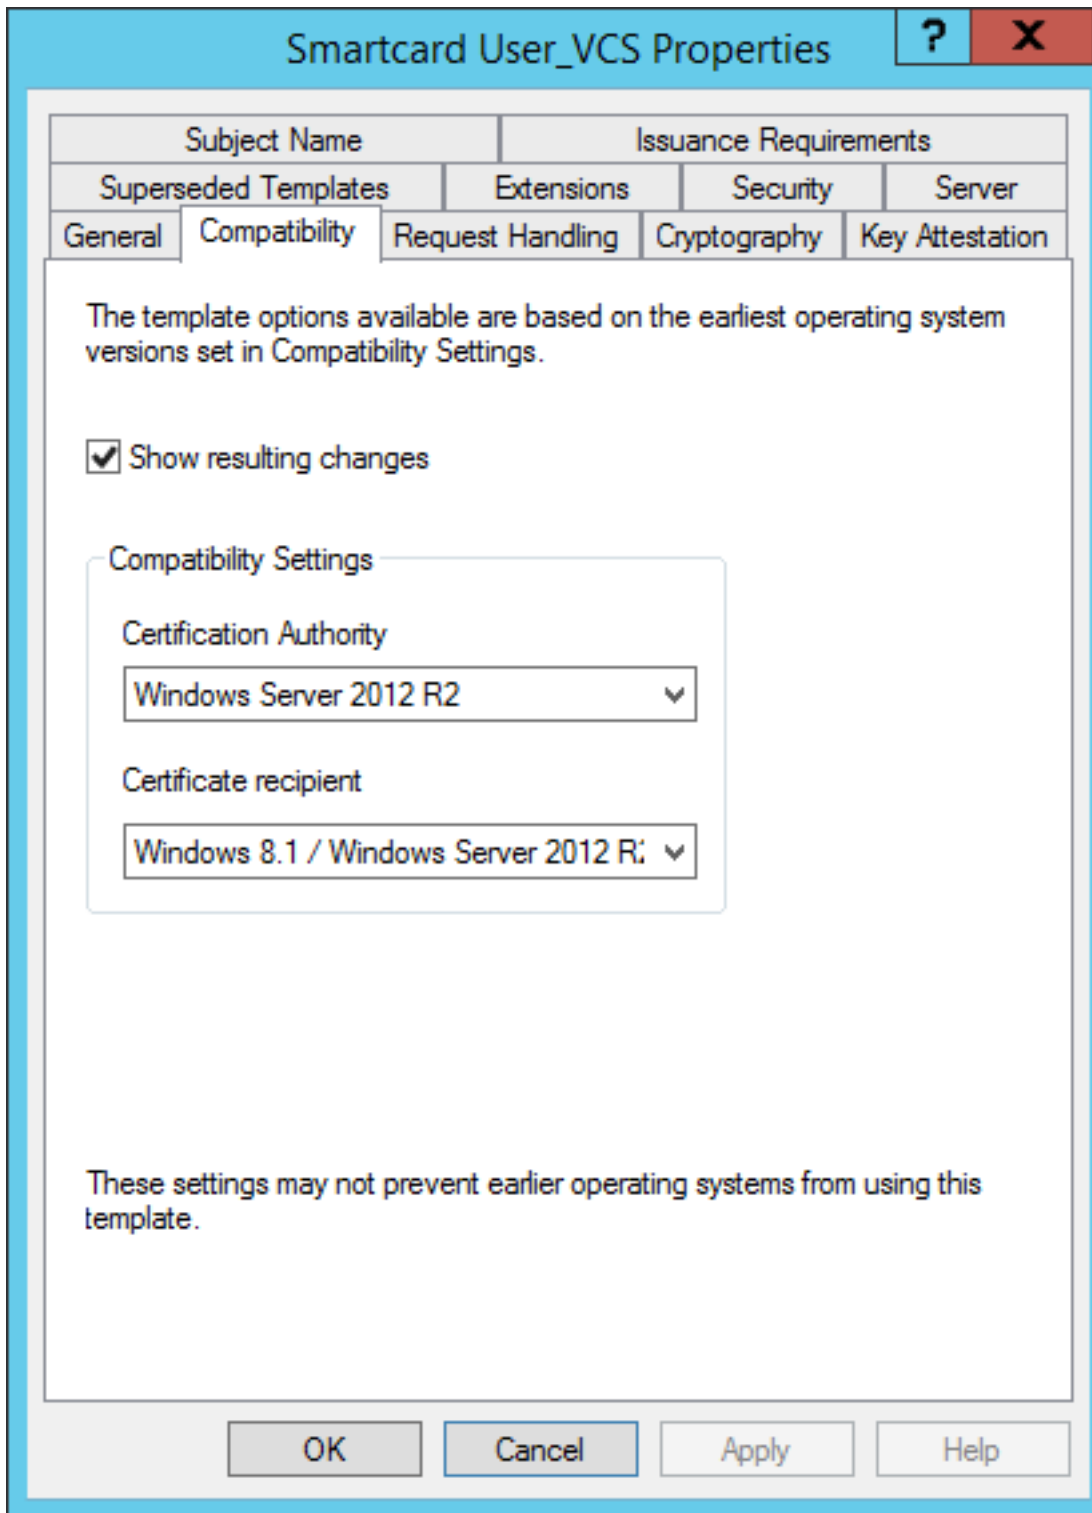 Smartcard User_VCS Properties
?
X
Subject Name
Issuance Requirements
Superseded Templates
Extensions
Security
Server
General
Compatibility
Request Handling
Cryptography
Key Attestation
The template options available are based on the earliest operating system
versions set in Compatibility Settings.
Show resulting changes
Compatibility Settings
Certification Authority
Windows Server 2012 R2
Certificate recipient
Windows 8.1 / Windows Server 2012 R
These settings may not prevent earlier operating systems from using this
template.
OK
Cancel
Apply
Help